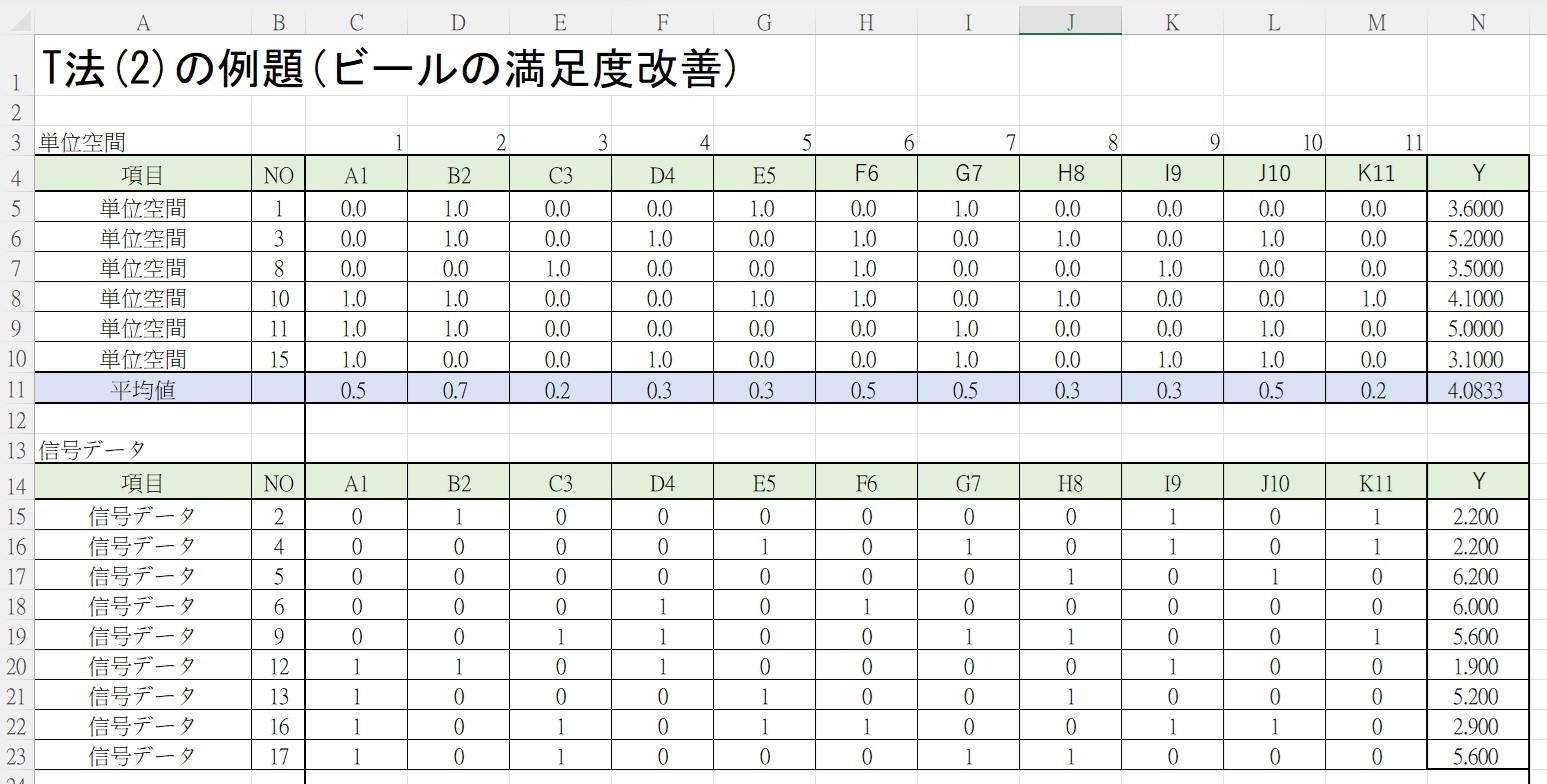 A B C D E F G H I J K L M N
1 T法(2)の例題(ビールの満足度改善)
2
3 単位空間 1 2 3 4 5 6 7 8 9 10 11
4 項目 NO A1 B2 C3 D4 E5 F6 G7 H8 I9 J10 K11 Y
5 単位空間 1 0.0 1.0 0.0 0.0 1.0 0.0 1.0 0.0 0.0 0.0 0.0 3.6000
6 単位空間 3 0.0 1.0 0.0 1.0 0.0 1.0 0.0 1.0 0.0 1.0 0.0 5.2000
7 単位空間 8 0.0 0.0 1.0 0.0 0.0 1.0 0.0 0.0 1.0 0.0 0.0 3.5000
8 単位空間 10 1.0 1.0 0.0 0.0 1.0 1.0 0.0 1.0 0.0 0.0 1.0 4.1000
9 単位空間 11 1.0 1.0 0.0 0.0 0.0 0.0 1.0 0.0 0.0 1.0 0.0 5.0000
10 単位空間 15 1.0 0.0 0.0 1.0 0.0 0.0 1.0 0.0 1.0 1.0 0.0 3.1000
11 平均値 0.5 0.7 0.2 0.3 0.3 0.5 0.5 0.3 0.3 0.5 0.2 4.0833
12
13 信号データ
14 項目 NO A1 B2 C3 D4 E5 F6 G7 H8 I9 J10 K11 Y
15 信号データ 2 0 1 0 0 0 0 0 0 1 0 1 2.200
16 信号データ 4 0 0 0 0 1 0 1 0 1 0 1 2.200
17 信号データ 5 0 0 0 0 0 0 0 1 0 1 0 6.200
18 信号データ 6 0 0 0 1 0 1 0 0 0 0 0 6.000
19 信号データ 9 0 0 1 1 0 0 1 1 0 0 1 5.600
20 信号データ 12 1 1 0 1 0 0 0 0 1 0 0 1.900
21 信号データ 13 1 0 0 0 1 0 0 1 0 0 0 5.200
22 信号データ 16 1 0 1 0 1 1 0 0 1 1 0 2.900
23 信号データ 17 1 0 1 0 0 0 1 1 0 0 0 5.600